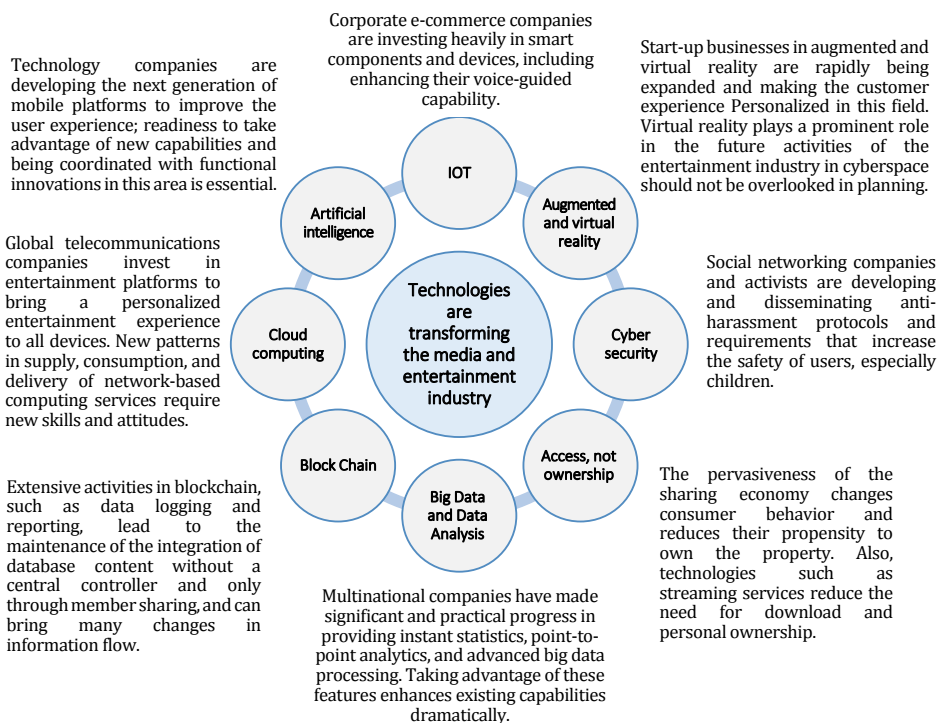 Corporate e-commerce companies
are investing heavily in smart
components and devices, including
enhancing their voice-guided
capability.
Technology companies are
developing the next generation of
mobile platforms to improve the
user experience; readiness to take
advantage of new capabilities and
being coordinated with functional
innovations in this area is essential.
Start-up businesses in augmented and
virtual reality are rapidly being
expanded and making the customer
experience Personalized in this field.
Virtual reality plays a prominent role
in the future activities of the
entertainment industry in cyberspace
should not be overlooked in planning.
IOT
Artificial
intelligence
Augmented
and virtual
reality
Global telecommunications
companies invest in
entertainment platforms to
bring a personalized
entertainment experience
to all devices. New patterns
in supply, consumption, and
delivery of network-based
computing services require
new skills and attitudes.
Cloud
computing
Technologies
are
transforming
the media and
entertainment
industry
Cyber
security
Social networking companies
and activists are developing
and disseminating anti-
harassment protocols and
requirements that increase
the safety of users, especially
children.
Block Chain
Access, not
ownership
Big Data
and Data
Analysis
Extensive activities in blockchain,
such as data logging and
reporting, lead to the
maintenance of the integration of
database content without a
central controller and only
through member sharing, and can
bring many changes in
information flow.
The pervasiveness of the
sharing economy changes
consumer behavior and
reduces their propensity to
own the property. Also,
technologies such as
streaming services reduce the
need for download and
personal ownership.
Multinational companies have made
significant and practical progress in
providing instant statistics, point-to-
point analytics, and advanced big data
processing. Taking advantage of these
features enhances existing capabilities
dramatically.